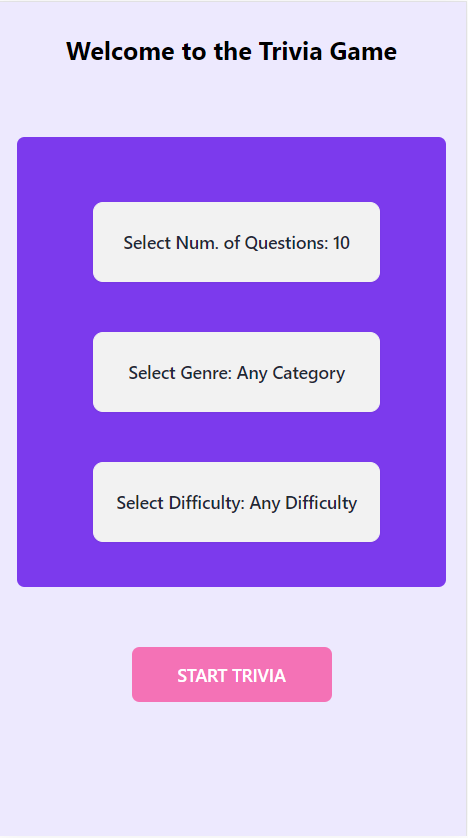 Welcome to the Trivia Game
Select Num. of Questions: 10
Select Genre: Any Category
Select Difficulty: Any Difficulty
START TRIVIA